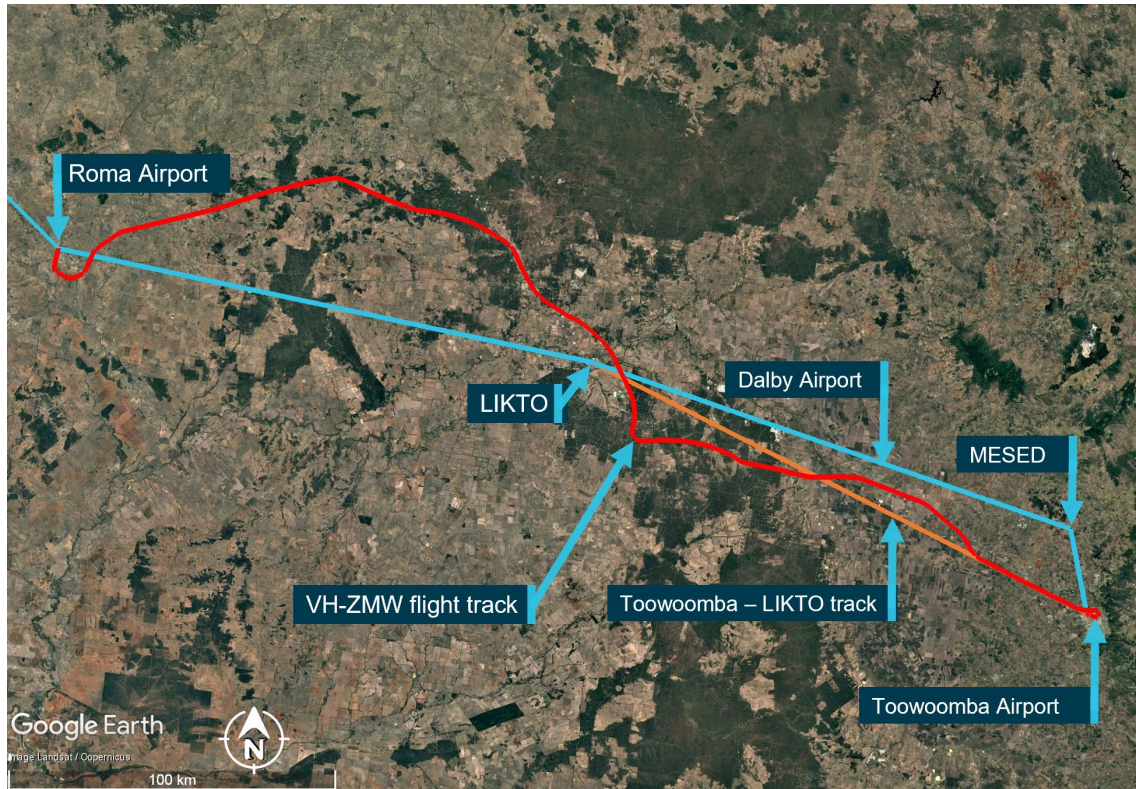 Roma Airport
LIKTO
Dalby Airport
MESED
VH-ZMW flight track
Toowoomba – LIKTO track
Toowoomba Airport
Google Earth
N
mage Landsat / Copernicus
100 km